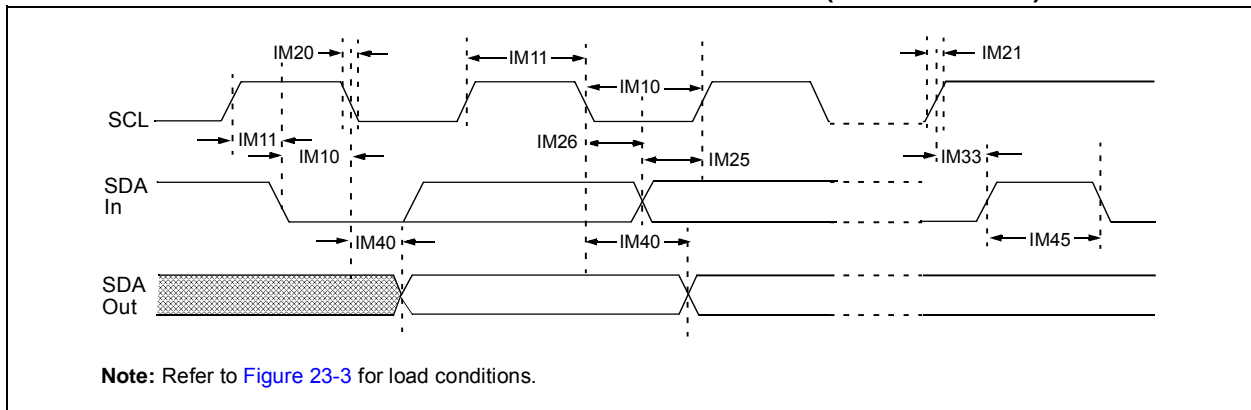 IM20
IM11
IM21
IM10
SCL
IM11
IM26
IM10
IM25
IM33
SDA
In
IM40
IM40
IM45
SDA
Out
Note: Refer to Figure 23-3 for load conditions.